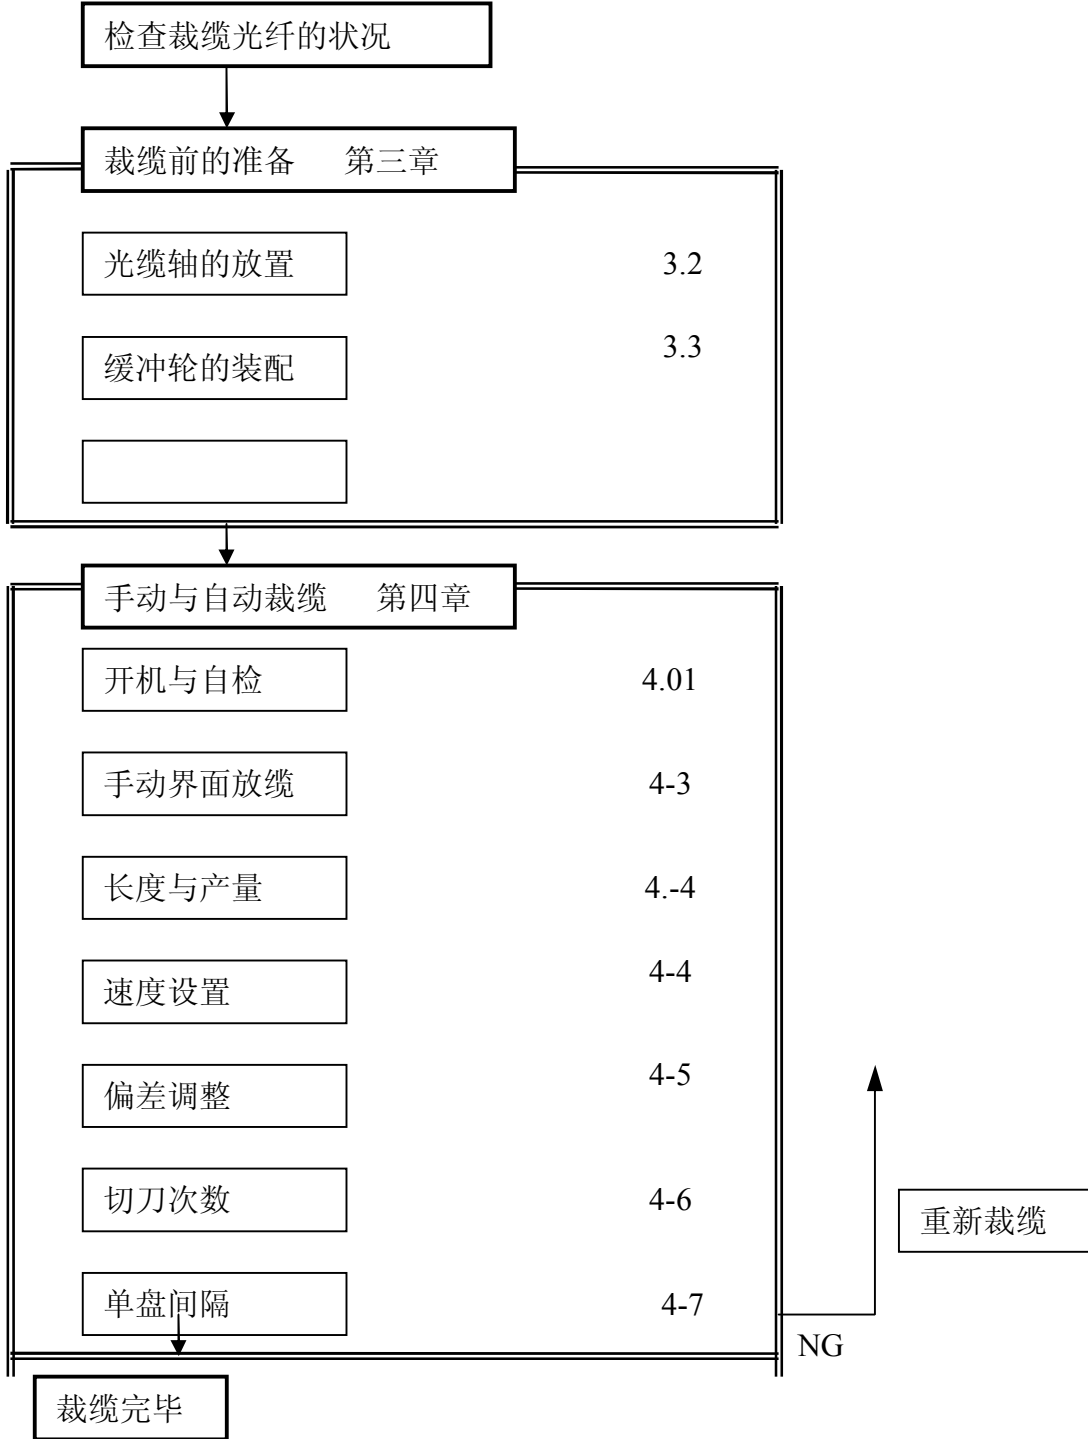 检查裁缆光纤的状况
裁缆前的准备 第三章
光缆轴的放置 3.2
缓冲轮的装配 3.3
手动与自动裁缆 第四章
开机与自检 4.01
手动界面放缆 4-3
长度与产量 4.-4
速度设置 4-4
偏差调整 4-5
切刀次数 4-6
重新裁缆
单盘间隔 4-7
NG
裁缆完毕